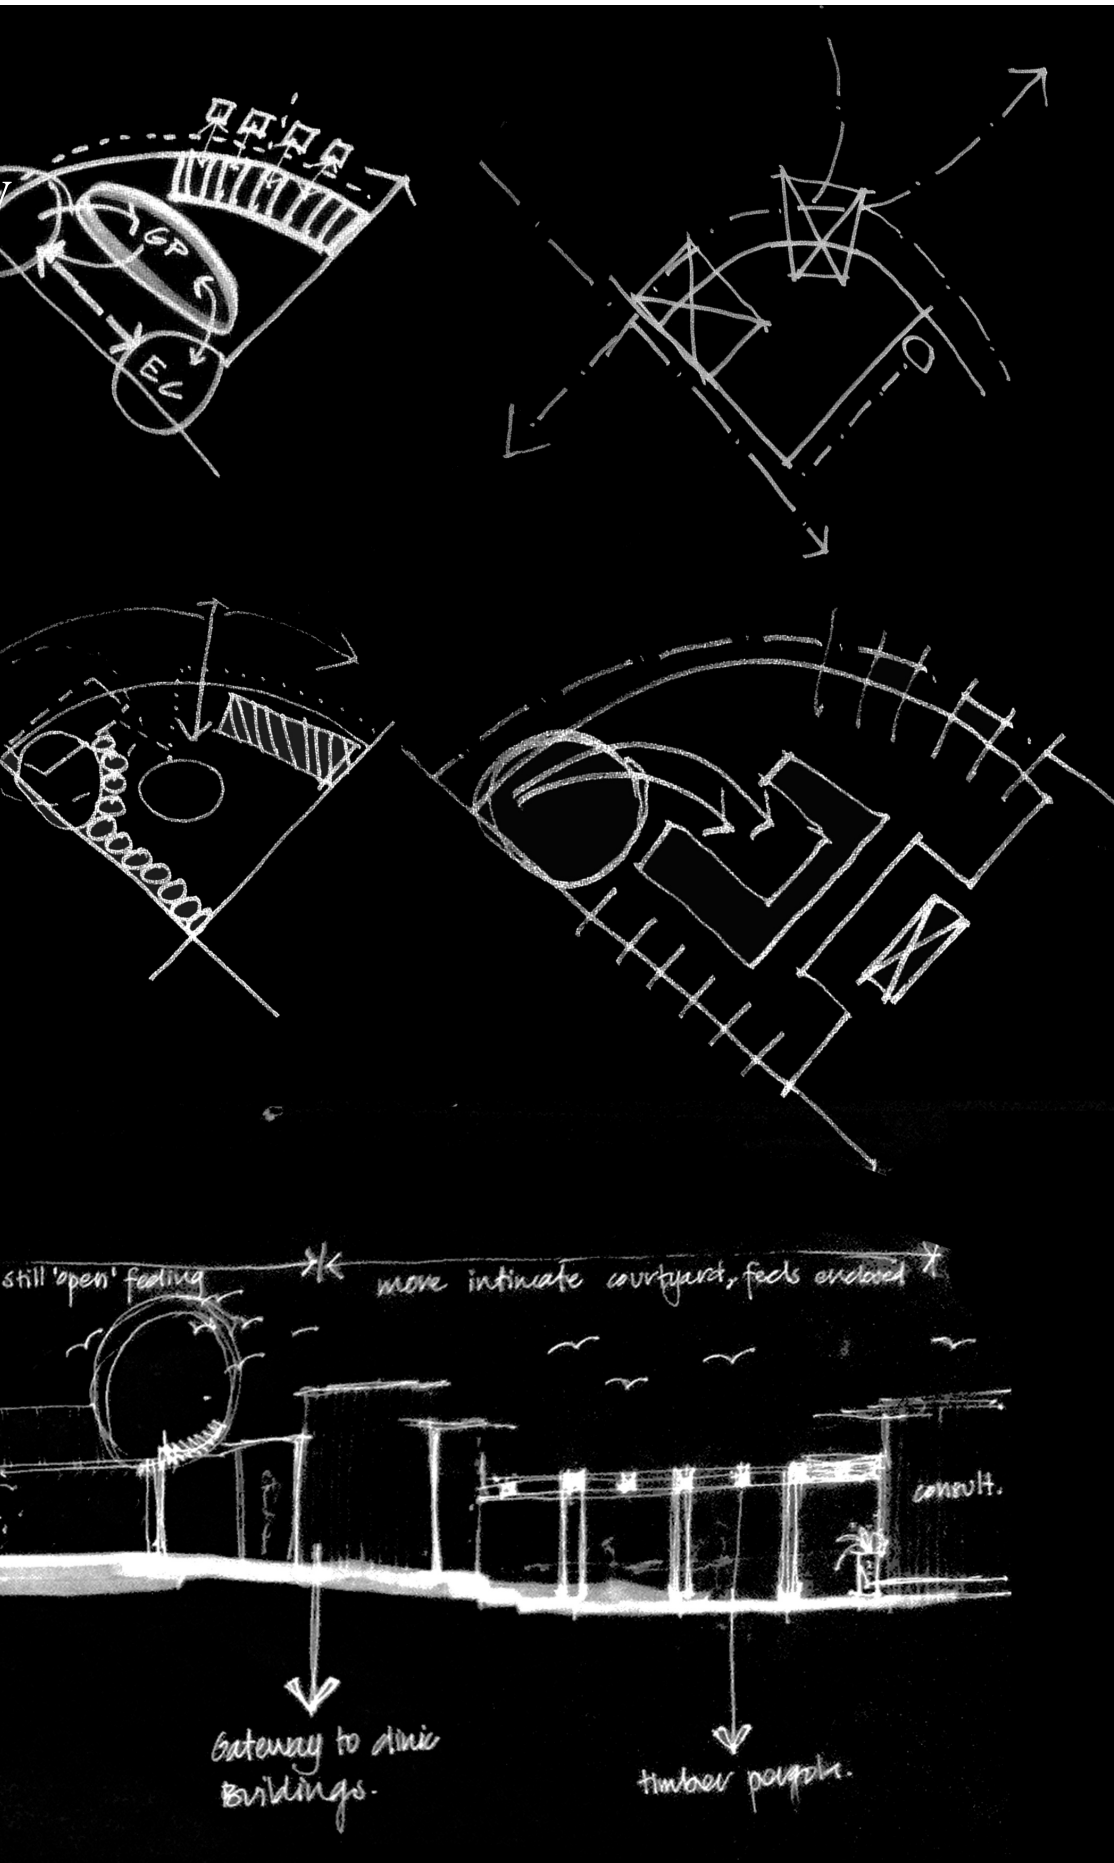 GP
EC
still 'open' feeling
more intimate courtyard, feels enclosed
consult.
Gateway to clinic
Buildings.
timber pergola.